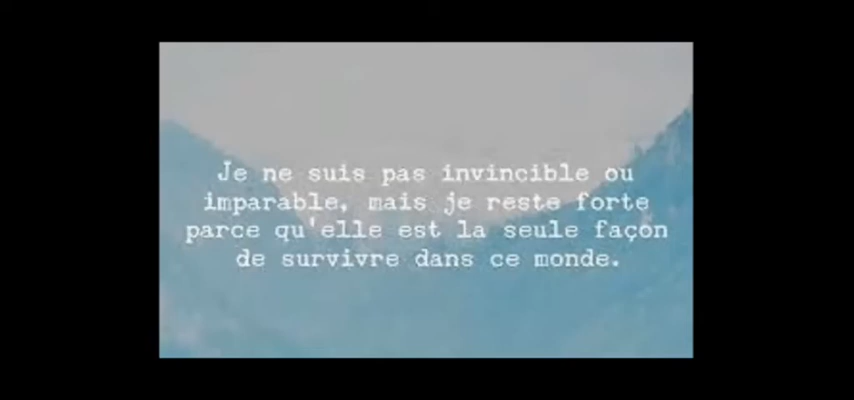 Je ne suis pas invincible ou
imparable, mais je reste forte
parce qu'elle est la seule façon
de survivre dans ce monde.